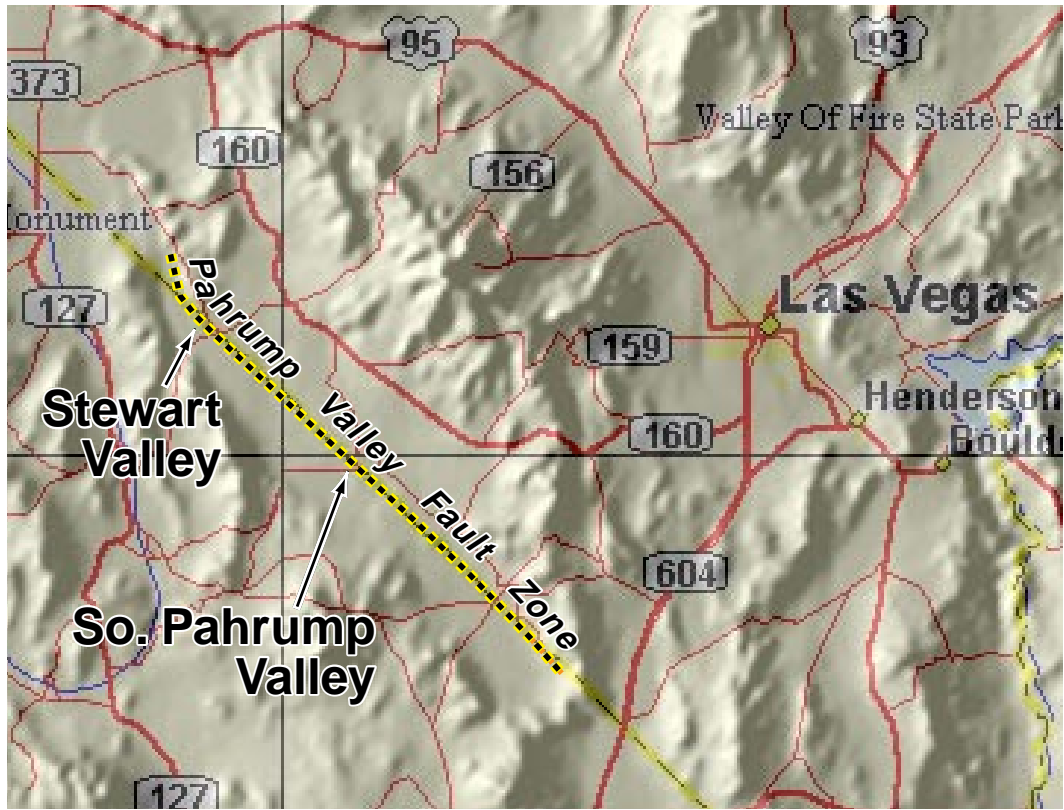 95
93
373
Valley Of Fire State Park
160
156
Monument
127
Las Vegas
159
Stewart
Valley
Henderson
160
Pahrump Valley Fault Zone
604
So. Pahrump
Valley
127